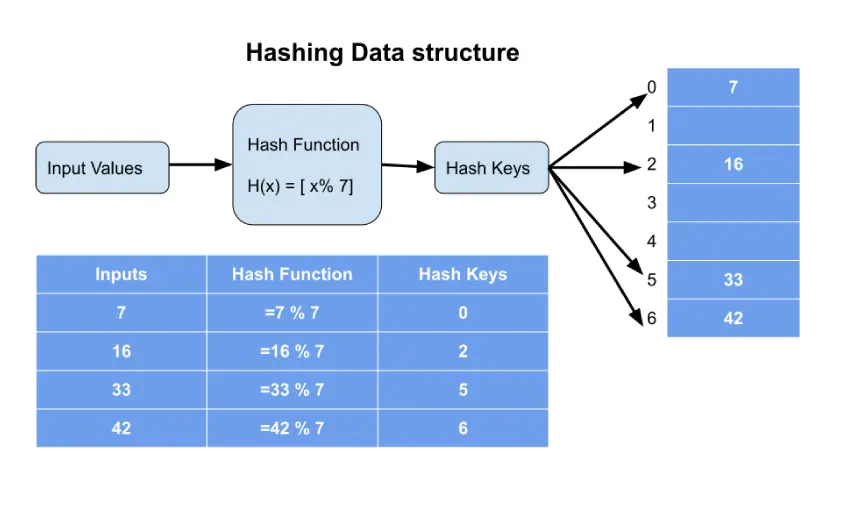 Hashing Data structure
Input Values
Hash Function
H(x) = [ x% 7]
Hash Keys
0 7
1
2 16
3
4
5 33
6 42
Inputs Hash Function Hash Keys
7 =7 % 7 0
16 =16 % 7 2
33 =33 % 7 5
42 =42 % 7 6